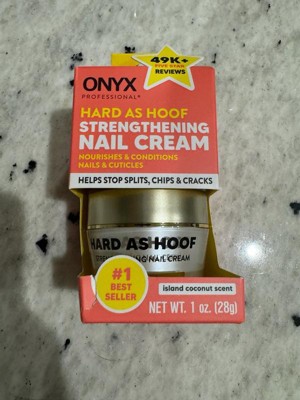 49K+
FIVE STAR
REVIEWS
ONYX
PROFESSIONAL®
HARD AS HOOF
STRENGTHENING
NAIL CREAM
NOURISHES & CONDITIONS
NAILS & CUTICLES
HELPS STOP SPLITS, CHIPS & CRACKS
HARD AS HOOF
NAIL CREAM
#1
BEST
SELLER
island coconut scent
NET WT. 1 oz. (28g)